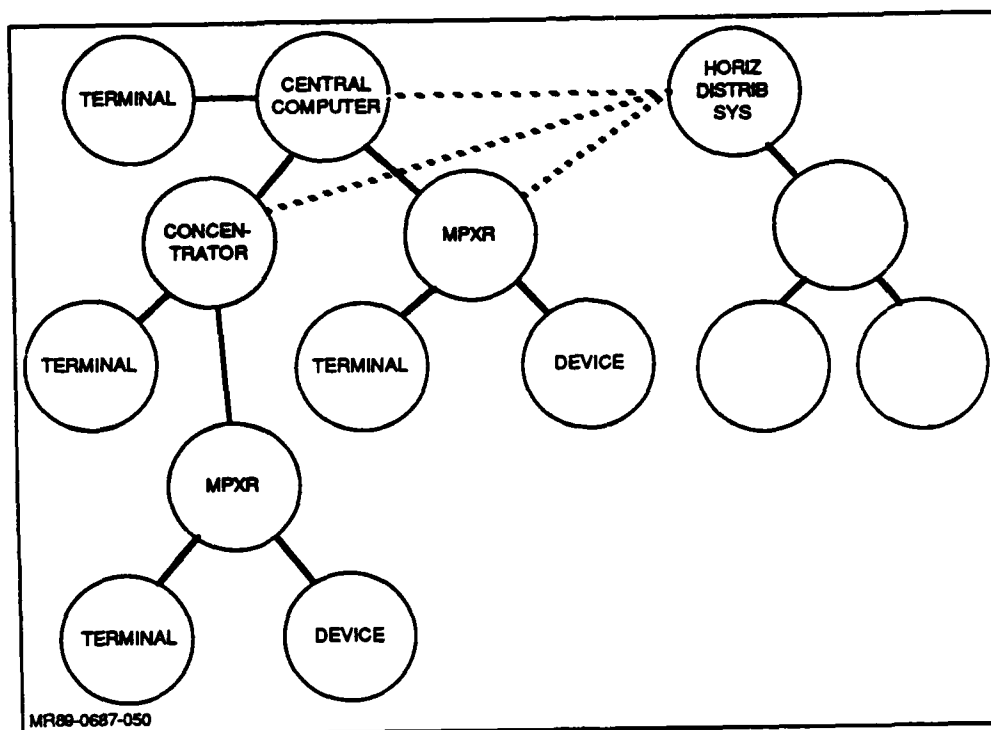 TERMINAL
CENTRAL
COMPUTER
HORIZ
DISTRIB
SYS
CONCEN-
TRATOR
MPXR
TERMINAL
TERMINAL
DEVICE
MPXR
TERMINAL
DEVICE
MR89-0687-050